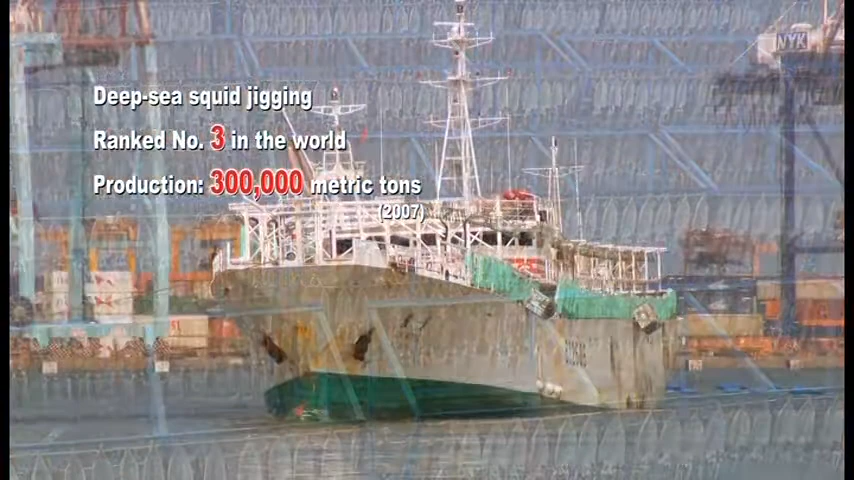 NYK
Deep-sea squid jigging
Ranked No. 3 in the world
Production: 300,000 metric tons
(2007)